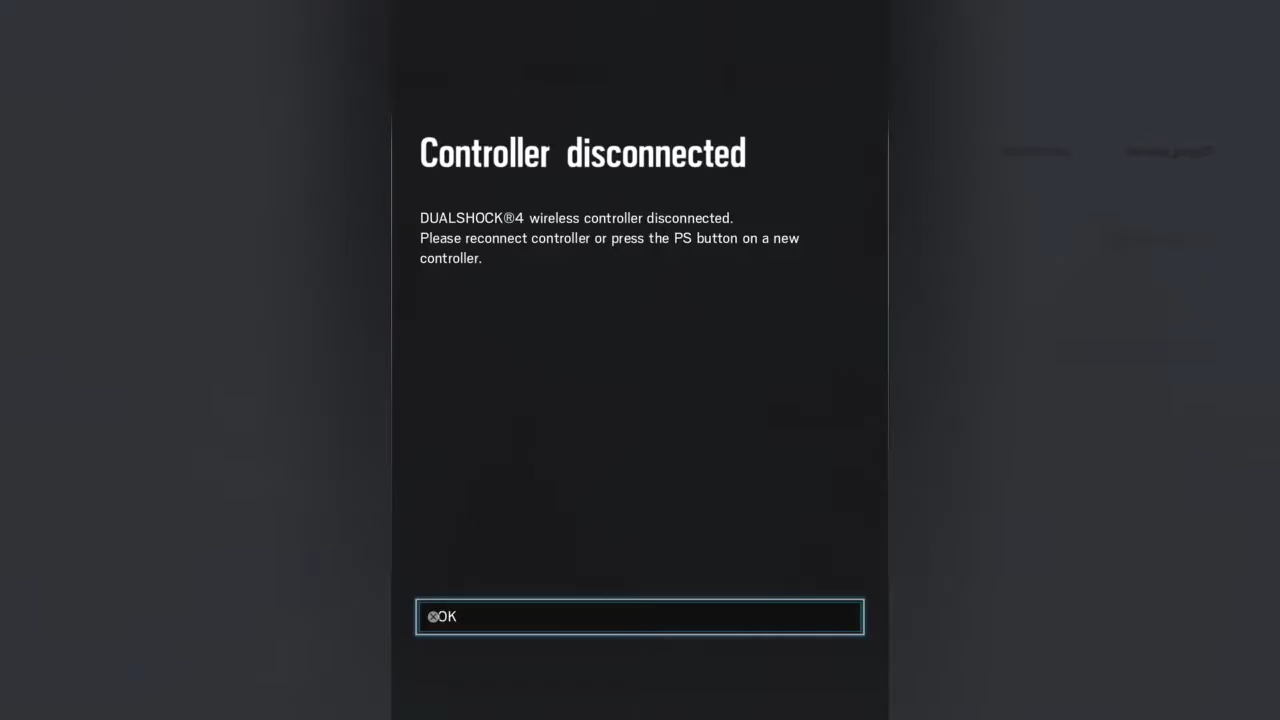 Controller disconnected
DUALSHOCK®4 wireless controller disconnected.
Please reconnect controller or press the PS button on a new
controller.
OK